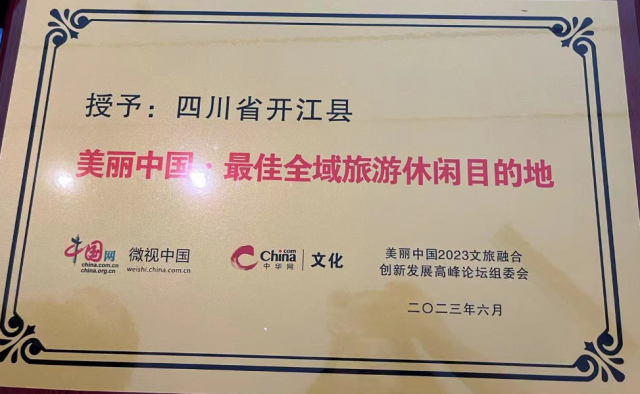 授予：四川省开江县
美丽中国·最佳全域旅游休闲目的地
中国网
china.com.cn
china.org.cn
微视中国
weishi.china.com.cn
China.com
中华网
文化
美丽中国2023文旅融合
创新发展高峰论坛组委会
二〇二三年六月